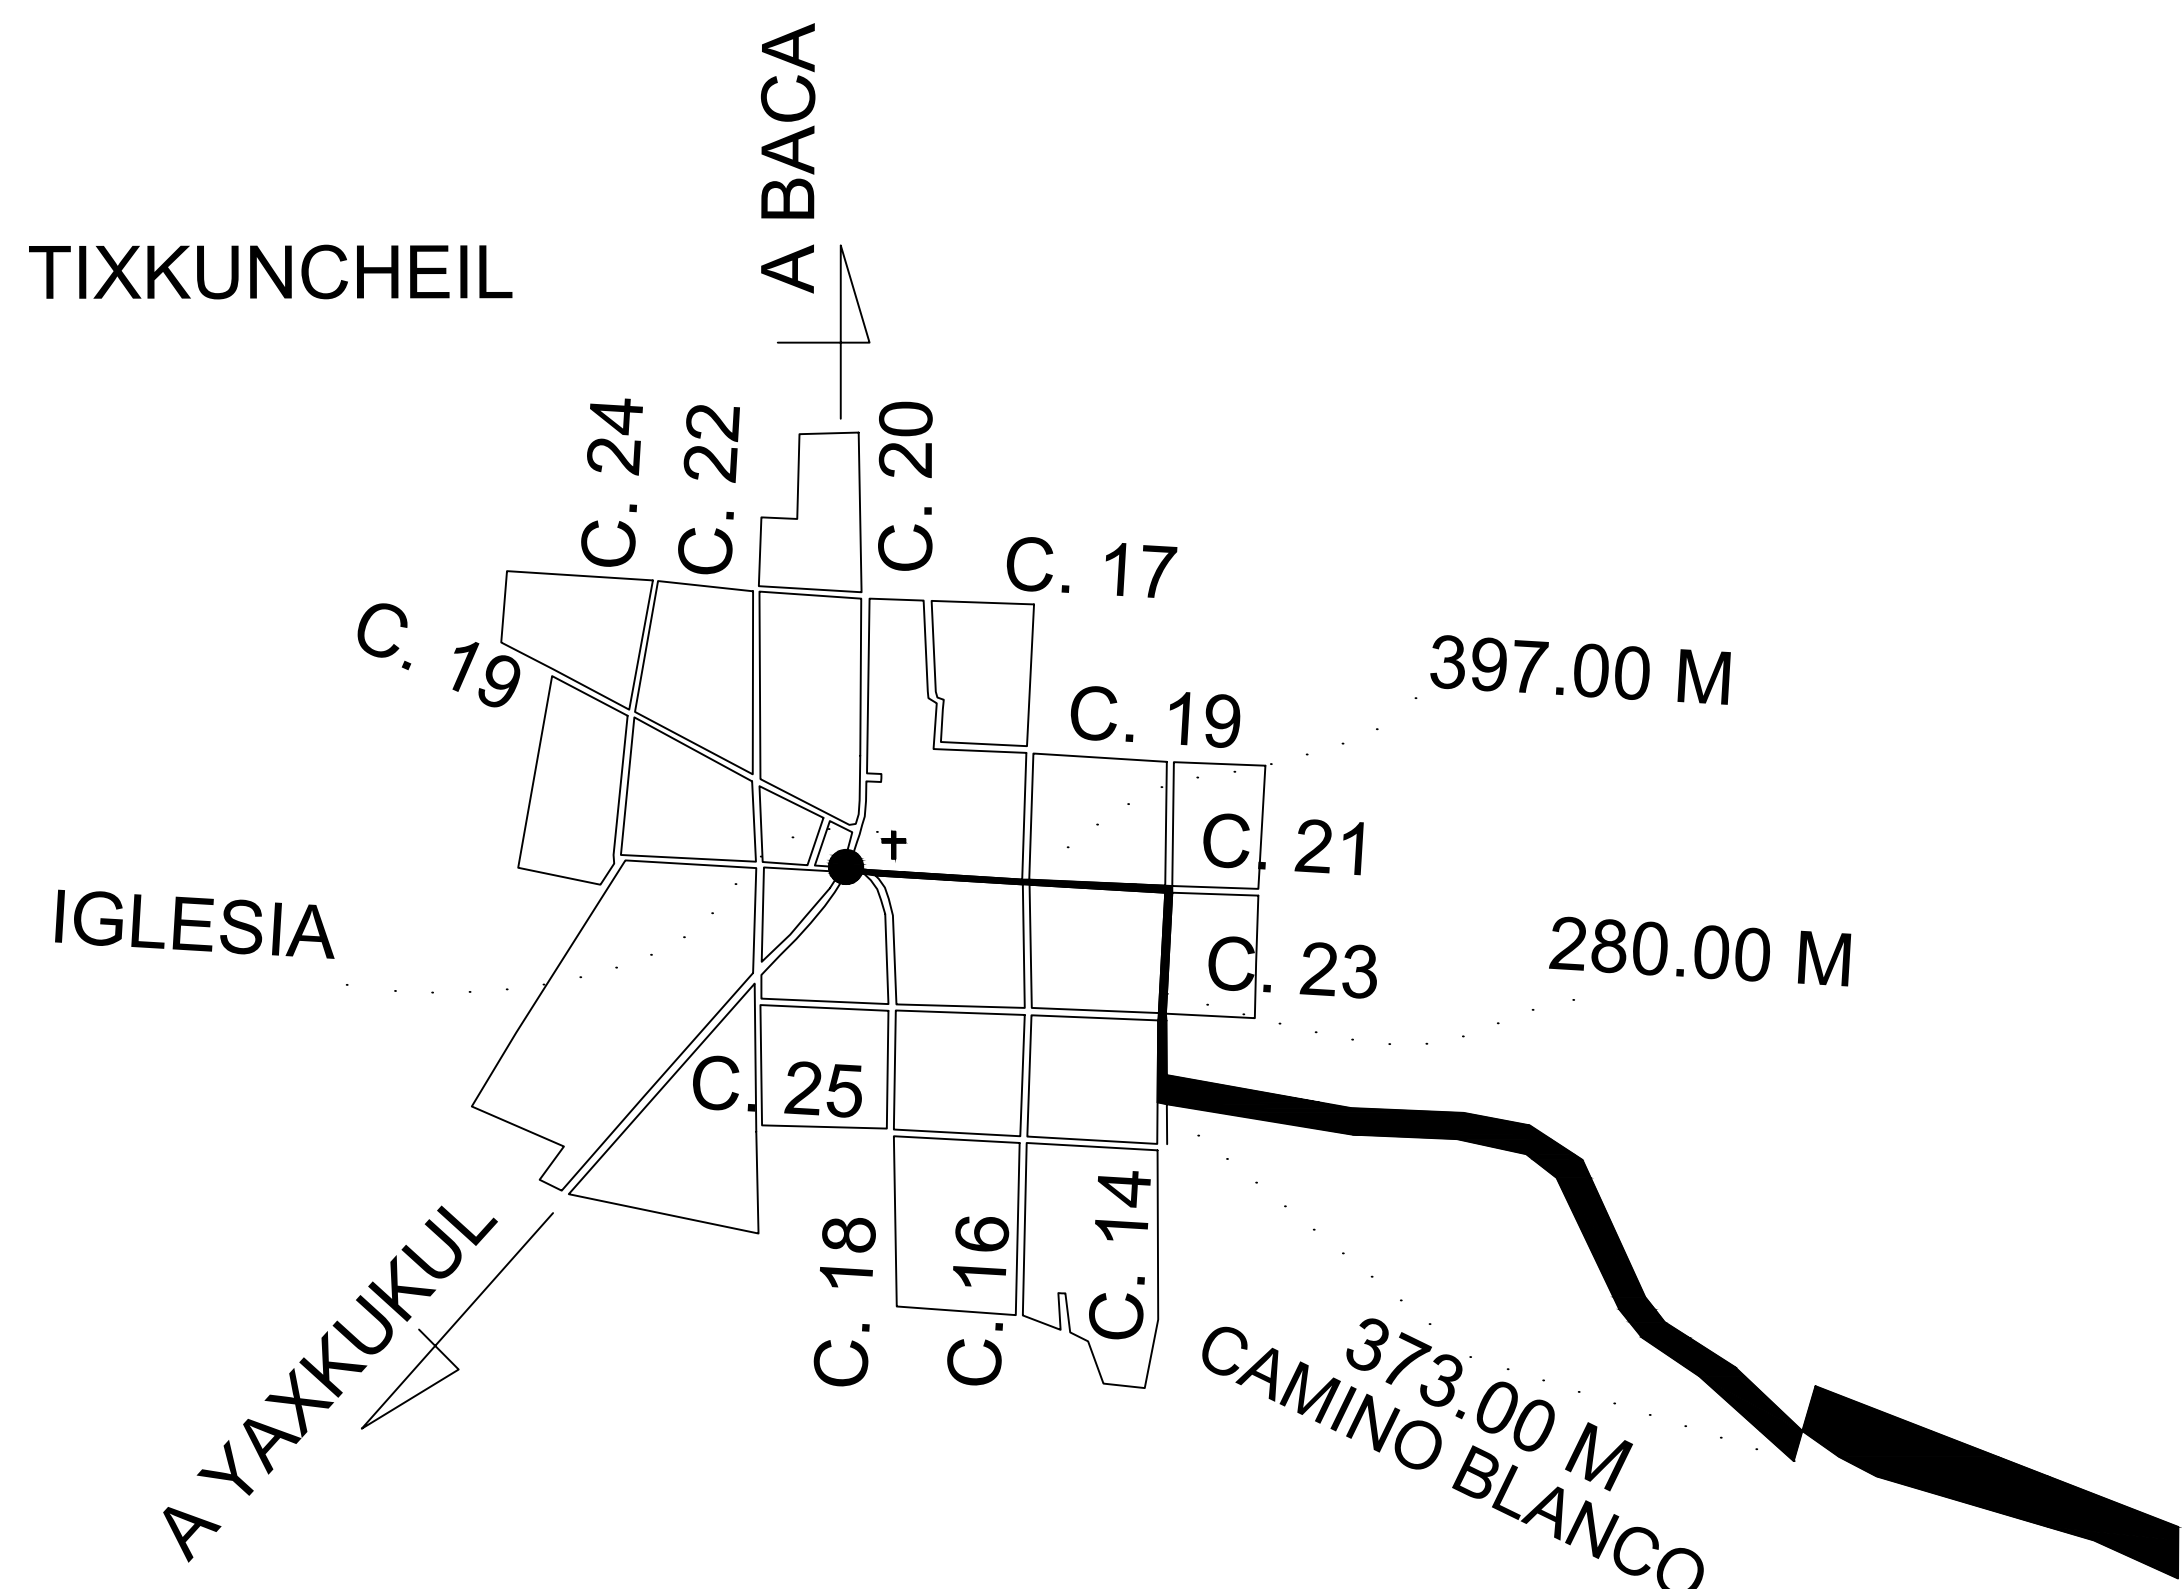 A BACA
TIXKUNCHEIL
C. 24
C. 22
C. 20
C. 17
C. 19
C. 19
397.00 M
C. 21
IGLESIA
280.00 M
C. 23
C. 25
C. 18
C. 16
C. 14
A YAXKUKUL
373.00 M
CAMINO BLANCO